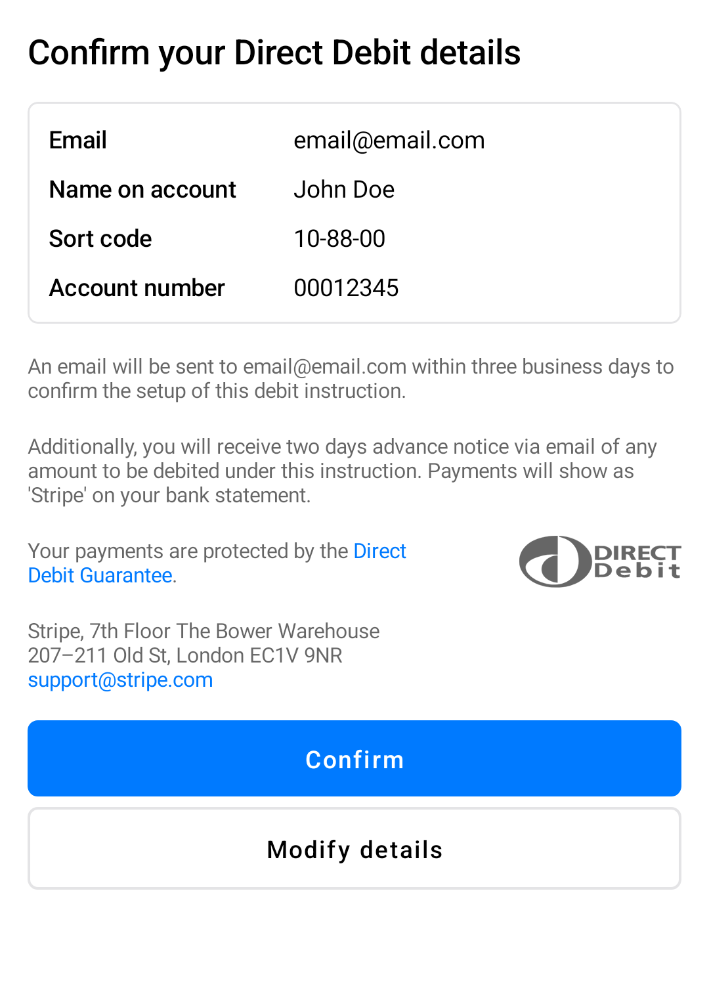 Confirm your Direct Debit details
Email email@email.com
Name on account John Doe
Sort code 10-88-00
Account number 00012345
An email will be sent to email@email.com within three business days to
confirm the setup of this debit instruction.
Additionally, you will receive two days advance notice via email of any
amount to be debited under this instruction. Payments will show as
'Stripe' on your bank statement.
Your payments are protected by the Direct
Debit Guarantee.
DIRECT
Debit
Stripe, 7th Floor The Bower Warehouse
207–211 Old St, London EC1V 9NR
support@stripe.com
Confirm
Modify details